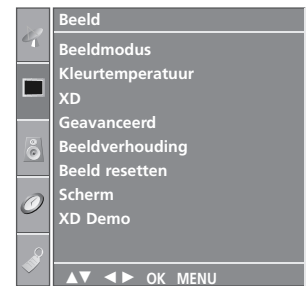 Beeld
Beeldmodus
Kleurtemperatuur
XD
Geavanceerd
Beeldverhouding
Beeld resetten
Scherm
XD Demo
▲▼ ◄► OK MENU